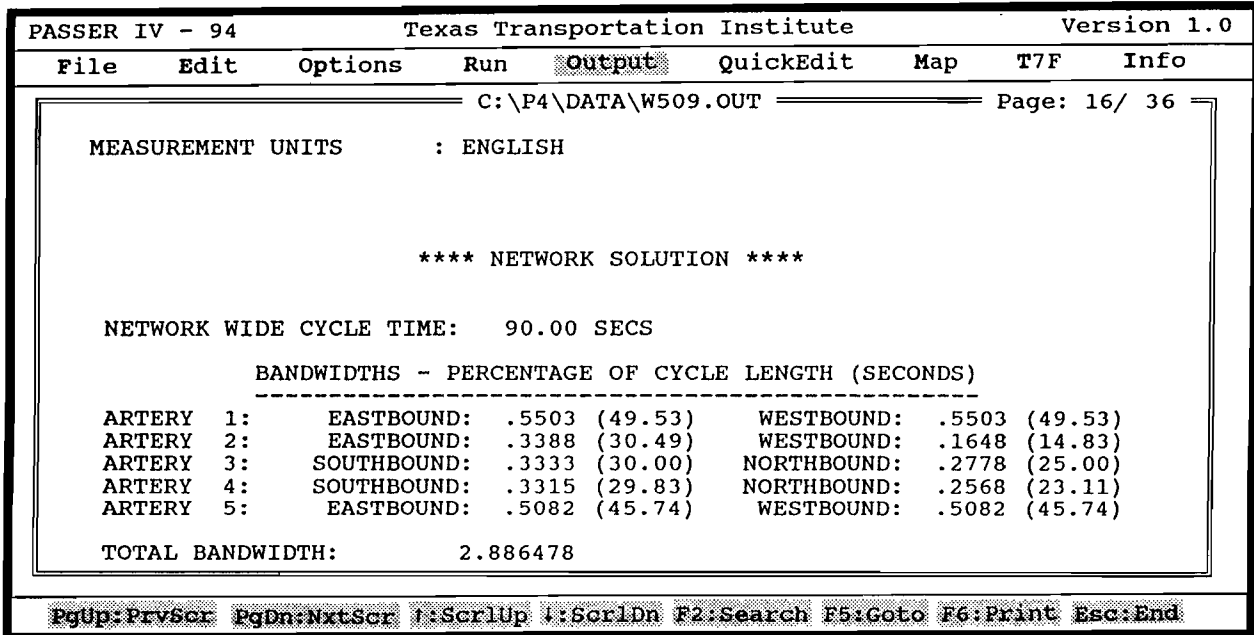 PASSER IV - 94 Texas Transportation Institute Version 1.0
File Edit Options Run Output QuickEdit Map T7F Info
C:\P4\DATA\W509.OUT Page: 16/ 36
MEASUREMENT UNITS : ENGLISH
**** NETWORK SOLUTION ****
NETWORK WIDE CYCLE TIME: 90.00 SECS
BANDWIDTHS - PERCENTAGE OF CYCLE LENGTH (SECONDS)
ARTERY 1: EASTBOUND: .5503 (49.53) WESTBOUND: .5503 (49.53)
ARTERY 2: EASTBOUND: .3388 (30.49) WESTBOUND: .1648 (14.83)
ARTERY 3: SOUTHBOUND: .3333 (30.00) NORTHBOUND: .2778 (25.00)
ARTERY 4: SOUTHBOUND: .3315 (29.83) NORTHBOUND: .2568 (23.11)
ARTERY 5: EASTBOUND: .5082 (45.74) WESTBOUND: .5082 (45.74)
TOTAL BANDWIDTH: 2.886478
PgUp:PrvScr PgDn:NxtScr ↑:ScrlUp ↓:ScrlDn F2:Search F5:Goto F6:Print Esc:End